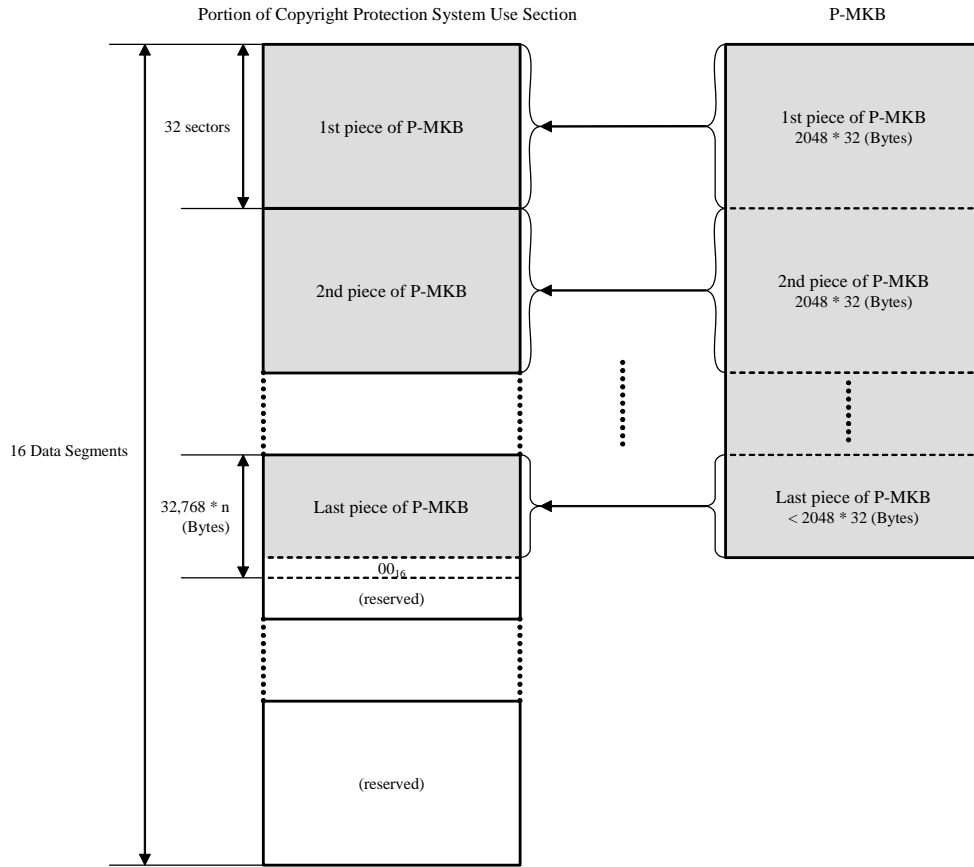 Portion of Copyright Protection System Use Section
P-MKB
32 sectors
1st piece of P-MKB
1st piece of P-MKB
2048 * 32 (Bytes)
2nd piece of P-MKB
2nd piece of P-MKB
2048 * 32 (Bytes)
16 Data Segments
32,768 * n
(Bytes)
Last piece of P-MKB
Last piece of P-MKB
< 2048 * 32 (Bytes)
00₁₆
(reserved)
(reserved)